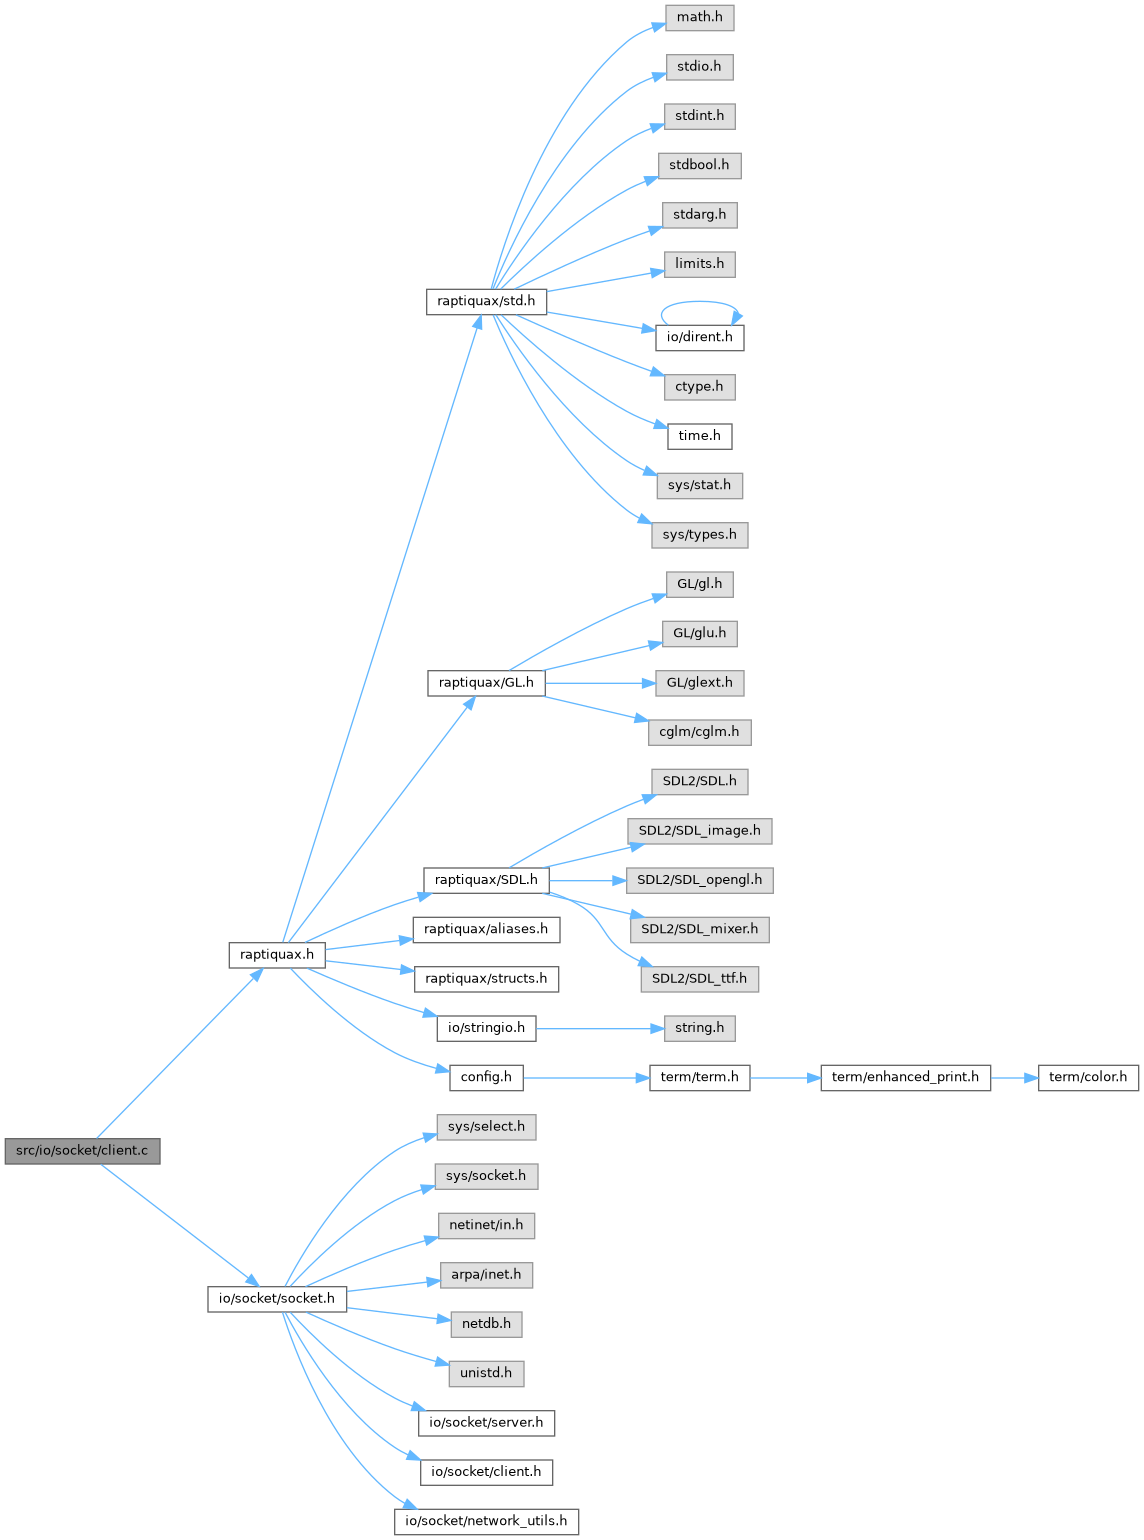 math.h
stdio.h
stdint.h
stdbool.h
stdarg.h
limits.h
raptiquax/std.h
io/dirent.h
ctype.h
time.h
sys/stat.h
sys/types.h
GL/gl.h
GL/glu.h
raptiquax/GL.h
GL/glext.h
cglm/cglm.h
SDL2/SDL.h
SDL2/SDL_image.h
raptiquax/SDL.h
SDL2/SDL_opengl.h
raptiquax/aliases.h
SDL2/SDL_mixer.h
raptiquax.h
raptiquax/structs.h
SDL2/SDL_ttf.h
io/stringio.h
string.h
config.h
term/term.h
term/enhanced_print.h
term/color.h
sys/select.h
src/io/socket/client.c
sys/socket.h
netinet/in.h
arpa/inet.h
io/socket/socket.h
netdb.h
unistd.h
io/socket/server.h
io/socket/client.h
io/socket/network_utils.h